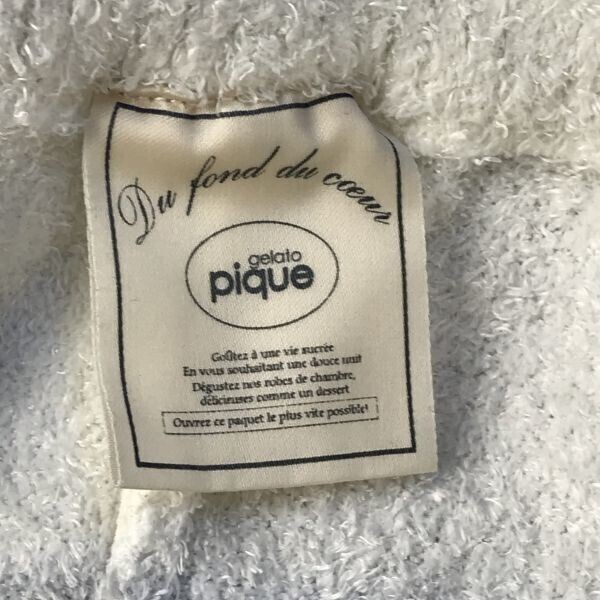 Du fond du cœur
gelato
pique
Goûtez à une vie sucrée
En vous souhaitant une douce nuit
Dégustez nos robes de chambre,
délicieuses comme un dessert
Ouvrez ce paquet le plus vite possible!